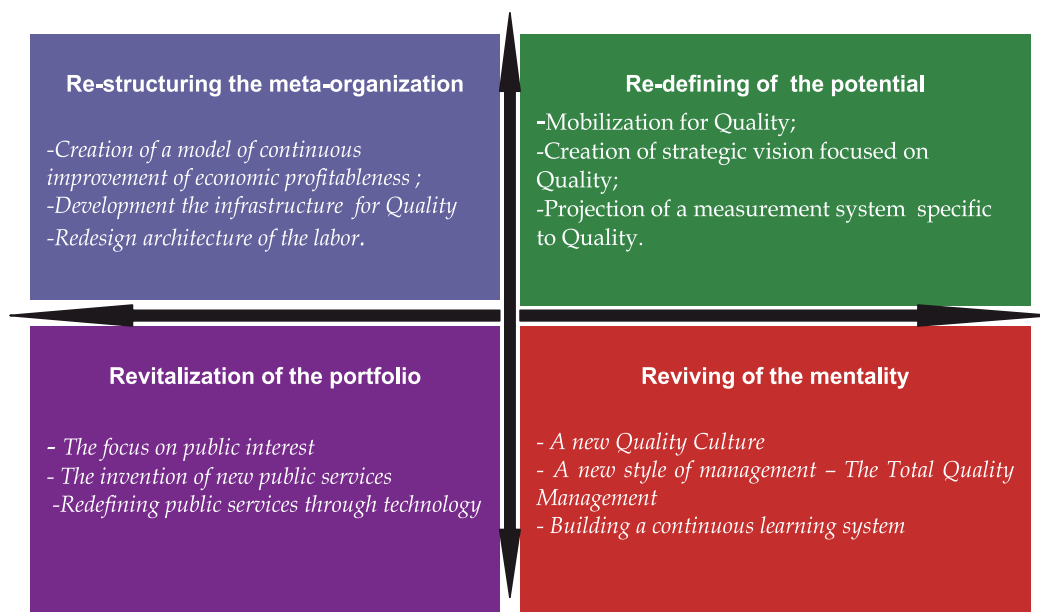 Re-structuring the meta-organization
-Creation of a model of continuous
improvement of economic profitableness ;
-Development the infrastructure for Quality
-Redesign architecture of the labor.
Re-defining of the potential
-Mobilization for Quality;
-Creation of strategic vision focused on
Quality;
-Projection of a measurement system specific
to Quality.
Revitalization of the portfolio
- The focus on public interest
- The invention of new public services
-Redefining public services through technology
Reviving of the mentality
- A new Quality Culture
- A new style of management – The Total Quality
Management
- Building a continuous learning system